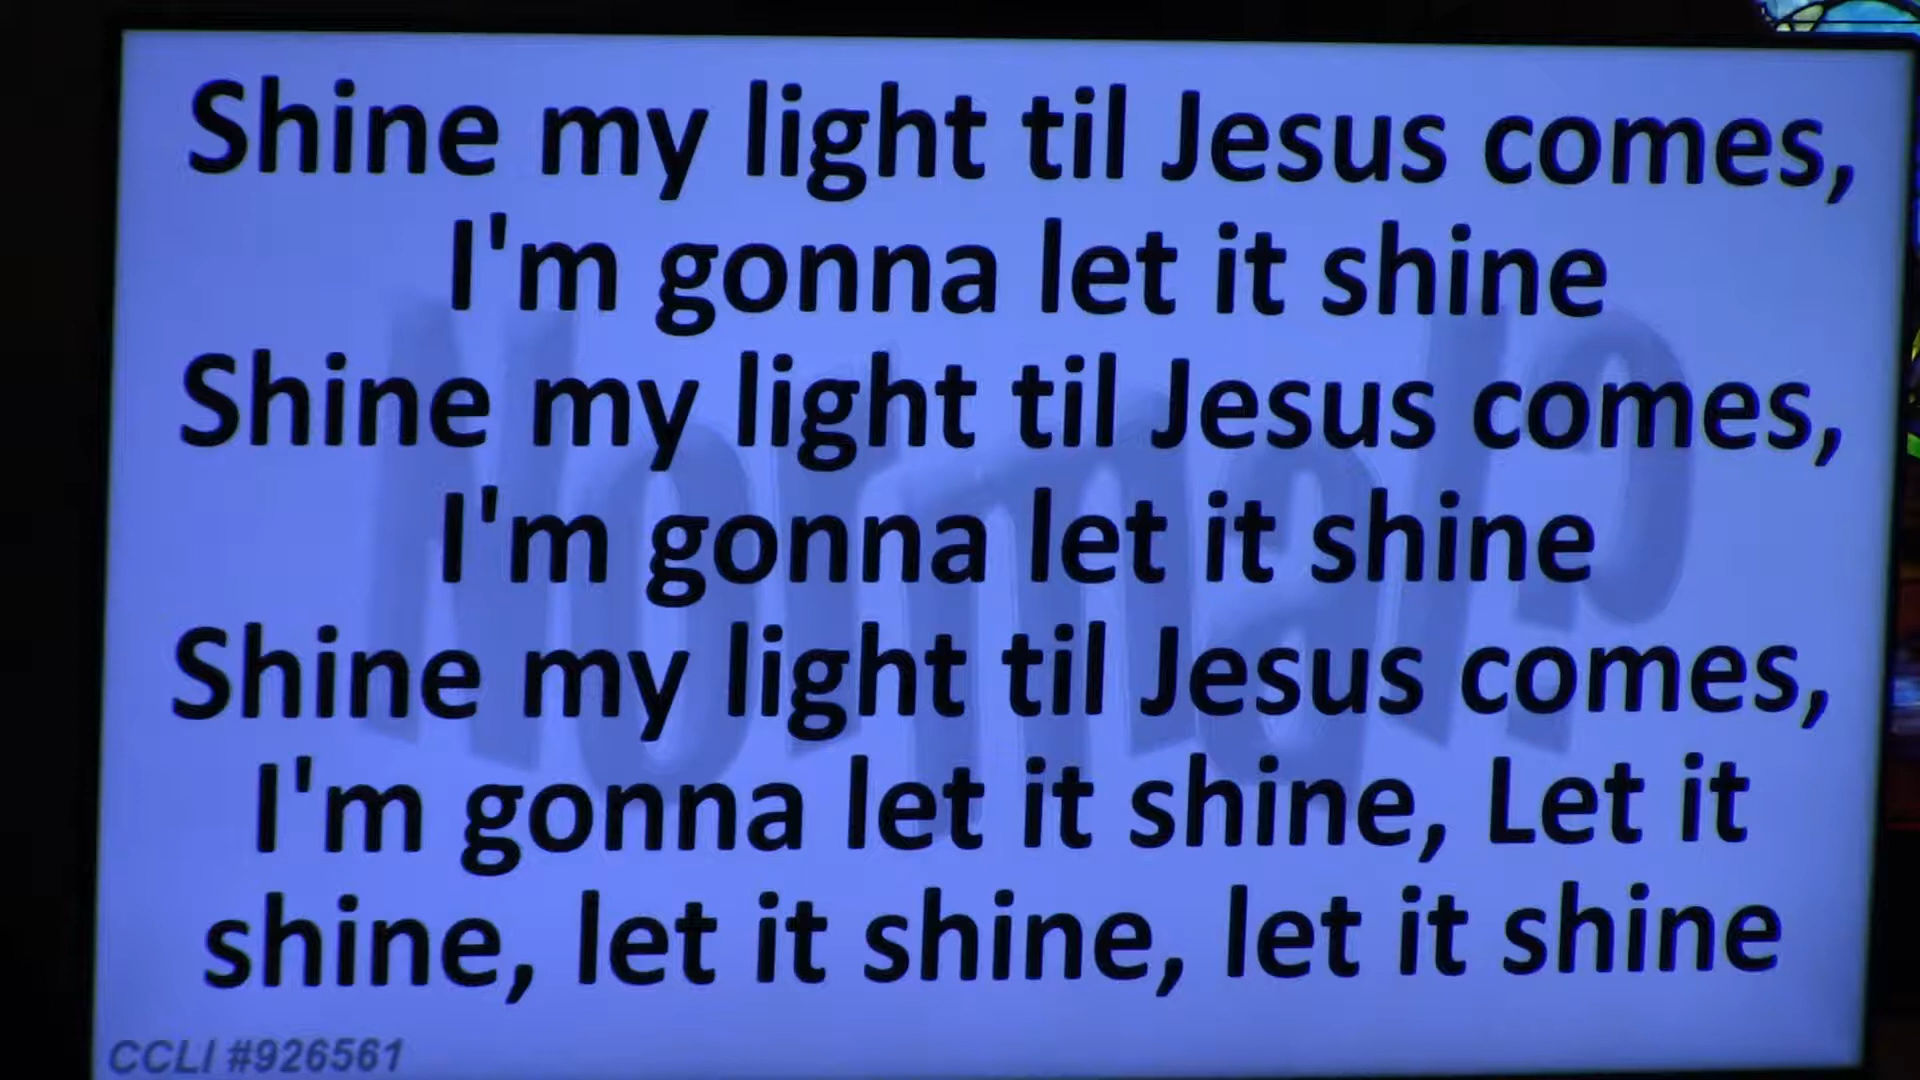 Shine my light til Jesus comes,
I'm gonna let it shine
Shine my light til Jesus comes,
I'm gonna let it shine
Shine my light til Jesus comes,
I'm gonna let it shine, Let it
shine, let it shine, let it shine
Normal?
CCLI #926561